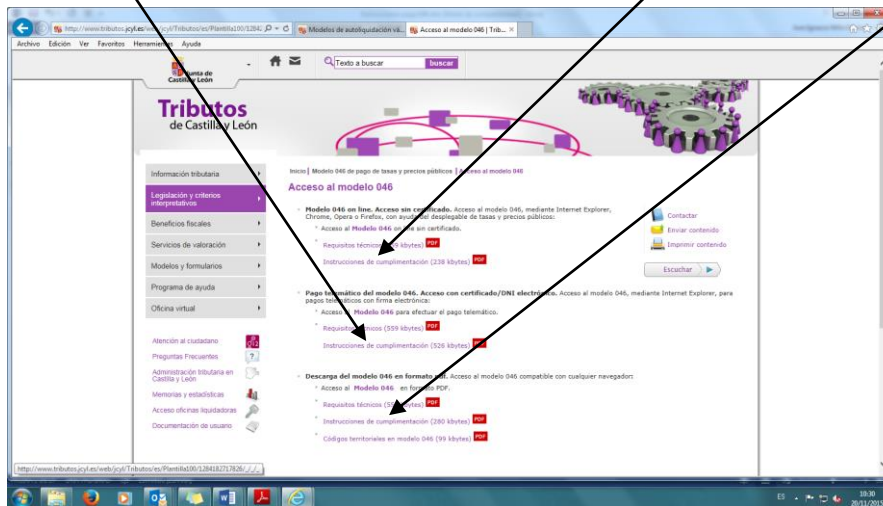 http://www.tributos.jcyl.es/web/jcyl/Tributos/es/Plantilla100/1284
Modelos de autoliquidación vá...
Acceso al modelo 046 | Trib...
Archivo Edición Ver Favoritos Herramientas Ayuda
Junta de
Castilla y León
Texto a buscar
buscar
Tributos
de Castilla y León
Información tributaria
Legislación y criterios
interpretativos
Beneficios fiscales
Servicios de valoración
Modelos y formularios
Programa de ayuda
Oficina virtual
Atención al ciudadano
Preguntas Frecuentes
Administración tributaria en
Castilla y León
Memorias y estadísticas
Acceso oficinas liquidadoras
Documentación de usuario
Inicio | Modelo 046 de pago de tasas y precios públicos | Acceso al modelo 046
Acceso al modelo 046
Modelo 046 on line. Acceso sin certificado. Acceso al modelo 046, mediante Internet Explorer,
Chrome, Opera o Firefox, con ayuda del desplegable de tasas y precios públicos:
Acceso al Modelo 046 on line sin certificado.
Requisitos técnicos kbytes) PDF
Instrucciones de cumplimentación (238 kbytes) PDF
Pago telemático del modelo 046. Acceso con certificado/DNI electrónico. Acceso al modelo 046, mediante Internet Explorer, para
pagos telemáticos con firma electrónica:
Acceso al Modelo 046 para efectuar el pago telemático.
Requisitos técnicos (559 kbytes) PDF
Instrucciones de cumplimentación (526 kbytes) PDF
Descarga del modelo 046 en formato pdf. Acceso al modelo 046 compatible con cualquier navegador:
Acceso al Modelo 046 en formato PDF.
Requisitos técnicos kbytes) PDF
Instrucciones de cumplimentación (280 kbytes) PDF
Códigos territoriales en modelo 046 (99 kbytes) PDF
Contactar
Enviar contenido
Imprimir contenido
Escuchar
http://www.tributos.jcyl.es/web/jcyl/Tributos/es/Plantilla100/1284182717826/_/_/_
ES
10:30
20/11/2015